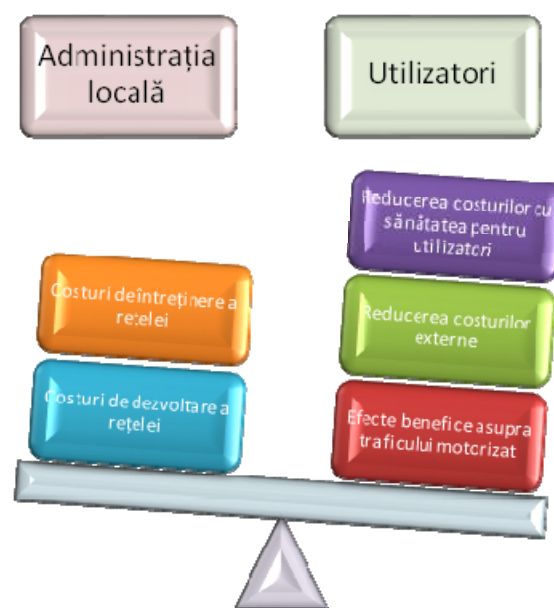 Administrația
locală
Utilizatori
Reducerea costurilor cu
sănătatea pentru
utilizatori
Costuri de întreținere a
rețelei
Reducerea costurilor
externe
Costuri de dezvoltare a
rețelei
Efecte benefice asupra
traficului motorizat